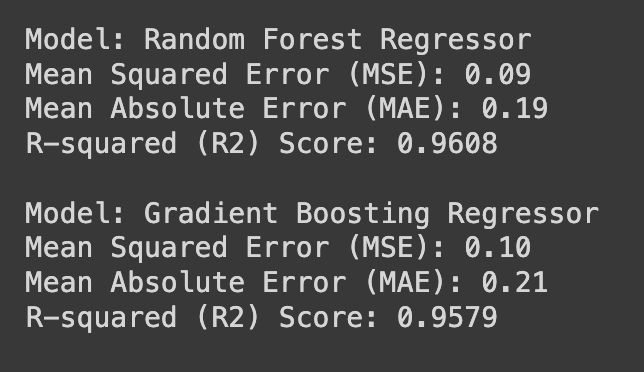 Model: Random Forest Regressor
Mean Squared Error (MSE): 0.09
Mean Absolute Error (MAE): 0.19
R-squared (R2) Score: 0.9608
Model: Gradient Boosting Regressor
Mean Squared Error (MSE): 0.10
Mean Absolute Error (MAE): 0.21
R-squared (R2) Score: 0.9579